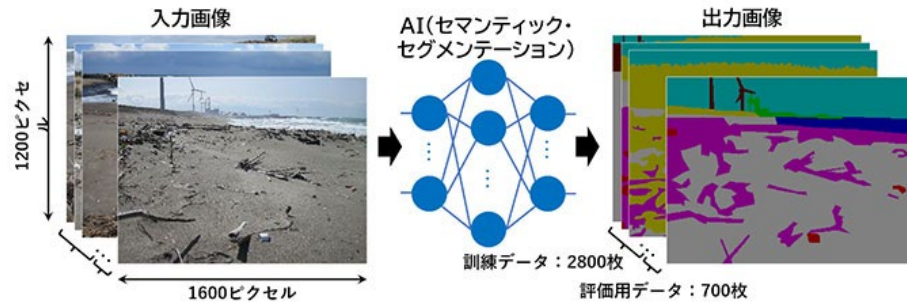 入力画像
AI(セマンティック・
セグメンテーション)
出力画像
1200ピクセ
1600ピクセル
訓練データ：2800枚
評価用データ：700枚